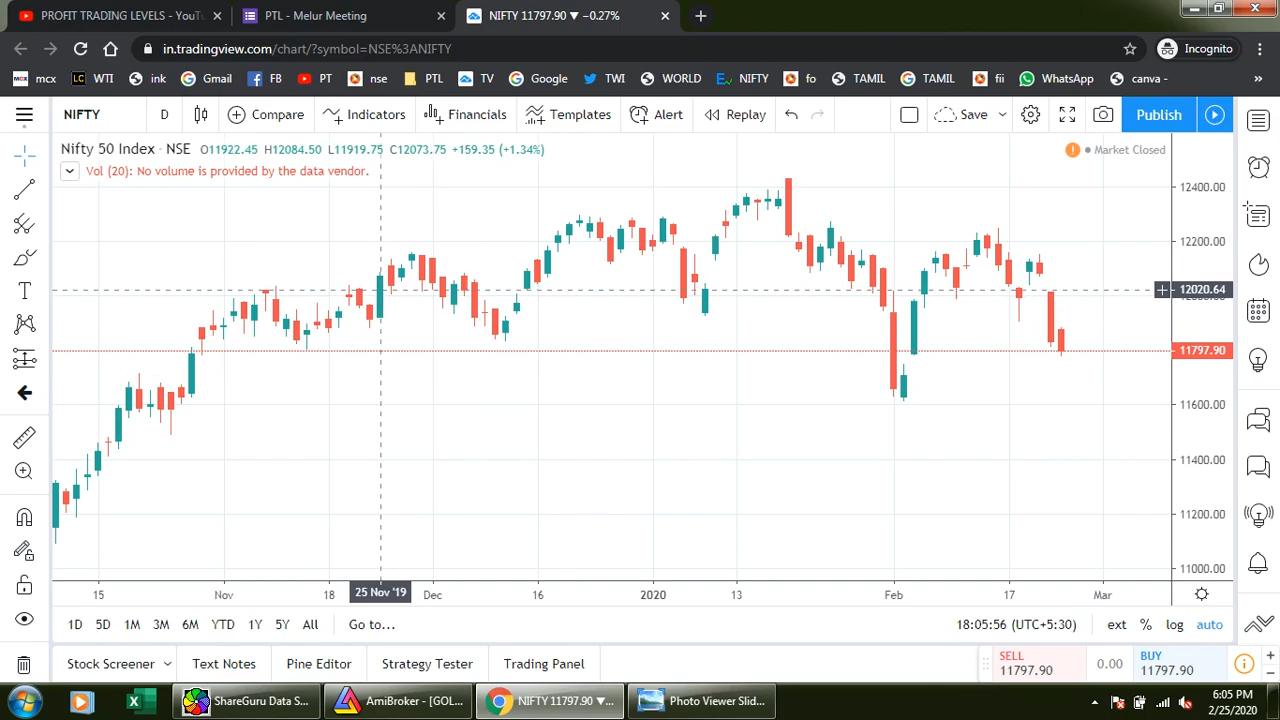 PROFIT TRADING LEVELS - YouTu
PTL - Melur Meeting
NIFTY 11797.90 ▼ −0.27%
in.tradingview.com/chart/?symbol=NSE%3ANIFTY
Incognito
mcx
LC WTI
ink
Gmail
FB
PT
nse
PTL
TV
Google
TWI
WORLD
NIFTY
fo
TAMIL
TAMIL
fii
WhatsApp
canva -
»
NIFTY
D
Compare
Indicators
Financials
Templates
Alert
Replay
Save
Publish
Nifty 50 Index · NSE O11922.45 H12084.50 L11919.75 C12073.75 +159.35 (+1.34%)
Market Closed
Vol (20): No volume is provided by the data vendor.
12400.00
12200.00
12020.64
11797.90
11600.00
11400.00
11200.00
11000.00
15
Nov
18
25 Nov '19
Dec
16
2020
13
Feb
17
Mar
1D 5D 1M 3M 6M YTD 1Y 5Y All Go to...
18:05:56 (UTC+5:30) ext % log auto
Stock Screener
Text Notes
Pine Editor
Strategy Tester
Trading Panel
SELL
11797.90
0.00
BUY
11797.90
ShareGuru Data S...
AmiBroker - [GOL...
NIFTY 11797.90 ▼...
Photo Viewer Slid...
6:05 PM
2/25/2020